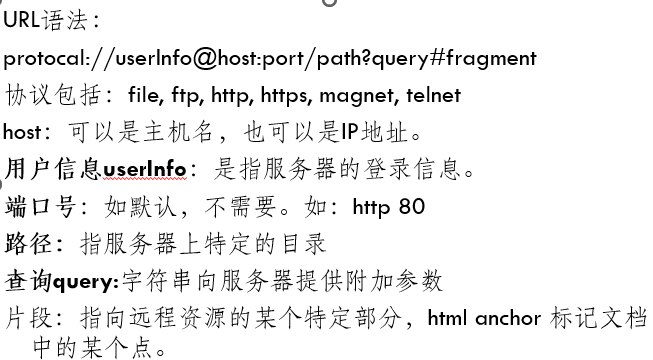 URL语法：
protocal://userInfo@host:port/path?query#fragment
协议包括：file, ftp, http, https, magnet, telnet
host：可以是主机名，也可以是IP地址。
用户信息userInfo：是指服务器的登录信息。
端口号：如默认，不需要。如：http 80
路径：指服务器上特定的目录
查询query:字符串向服务器提供附加参数
片段：指向远程资源的某个特定部分，html anchor 标记文档
中的某个点。